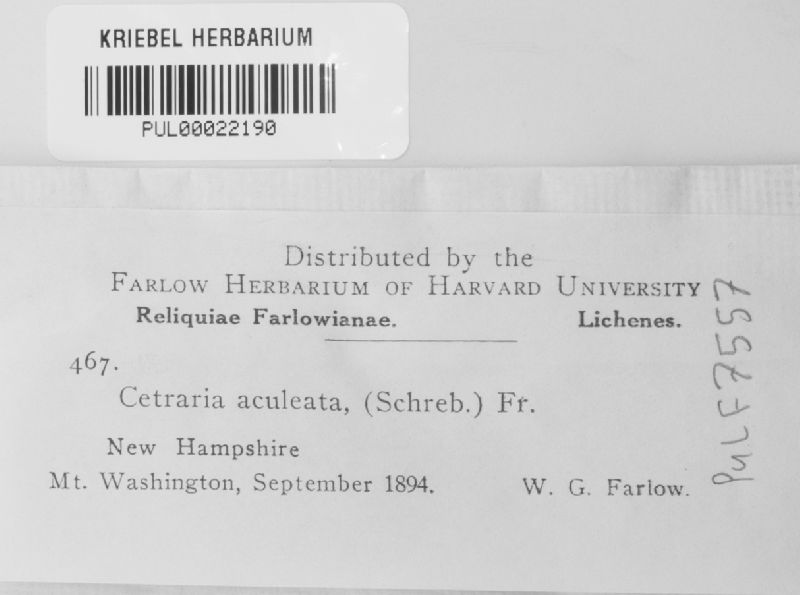 KRIEBEL HERBARIUM
PUL00022190
Distributed by the
FARLOW HERBARIUM OF HARVARD UNIVERSITY
Reliquiae Farlowianae. Lichenes.
467.
Cetraria aculeata, (Schreb.) Fr.
New Hampshire
Mt. Washington, September 1894. W. G. Farlow.
PULF7557